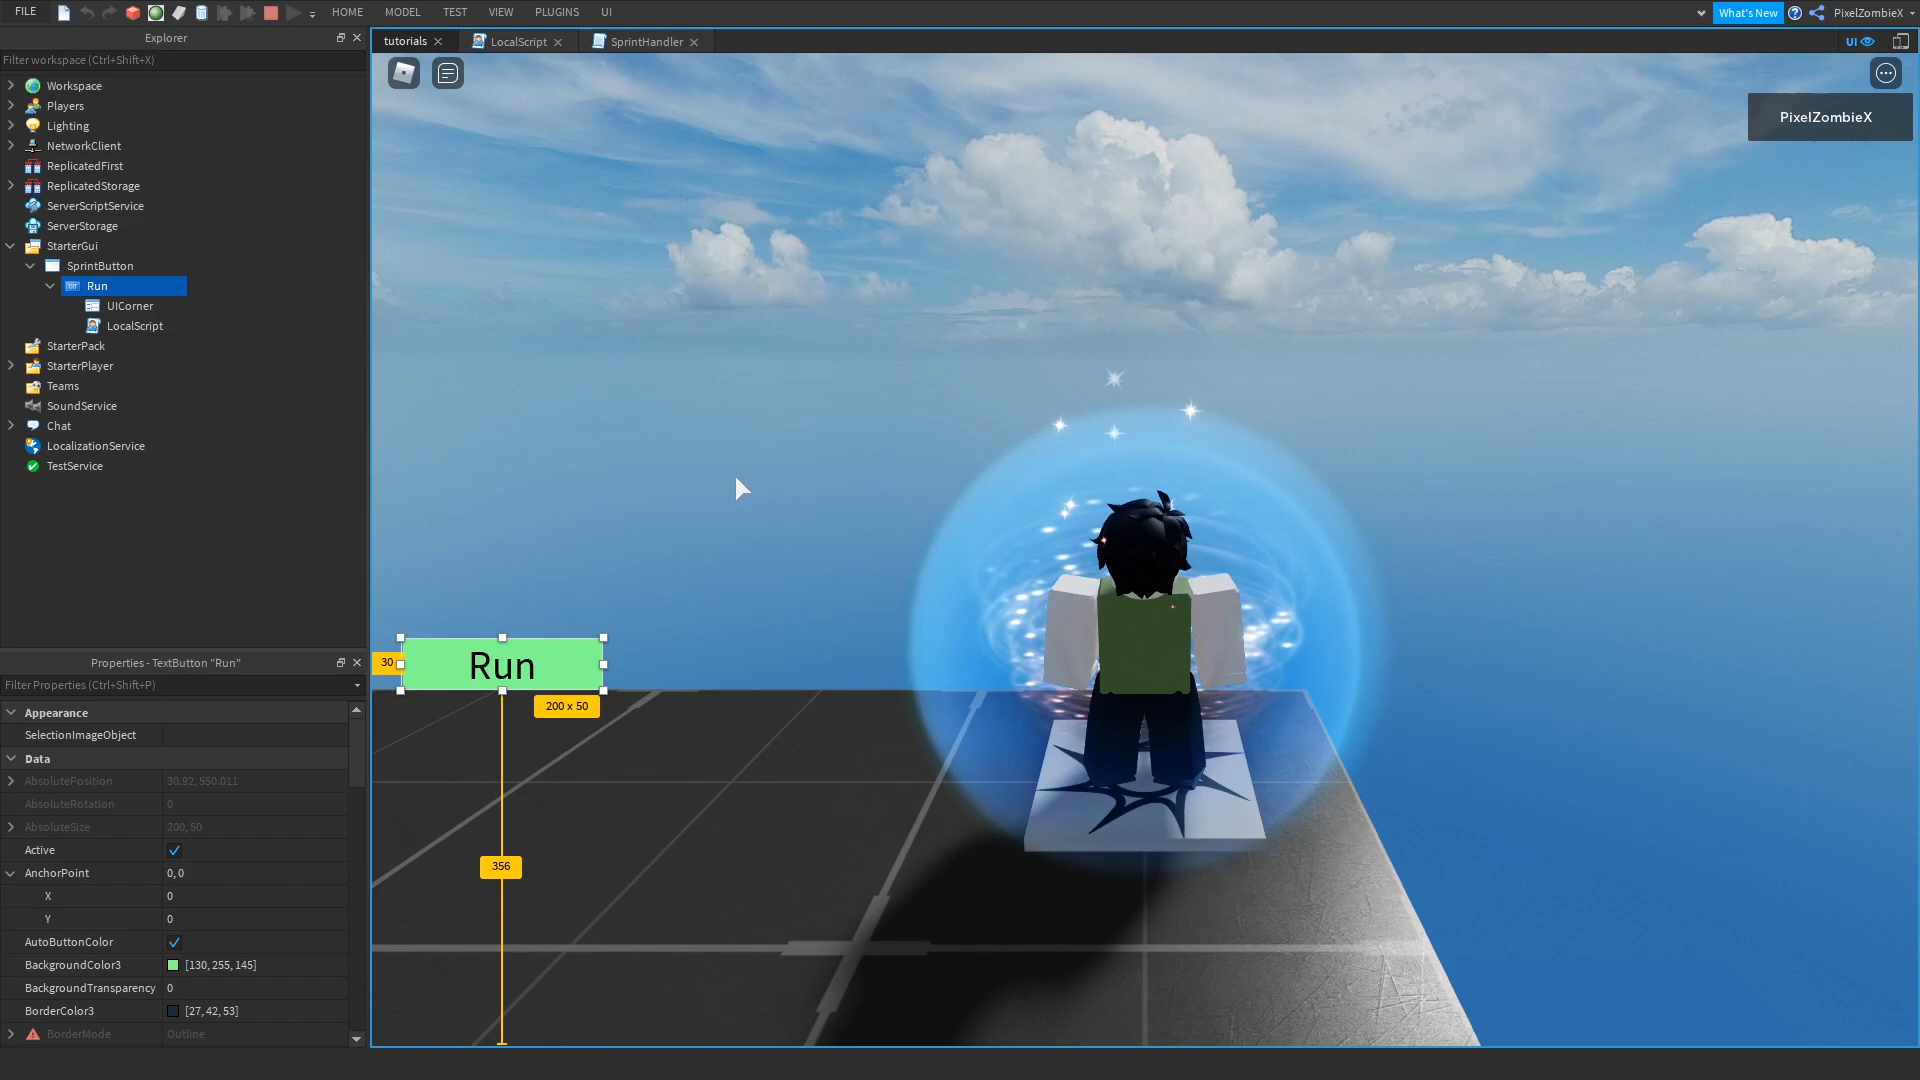 FILE
HOME
MODEL
TEST
VIEW
PLUGINS
UI
What's New
PixelZombieX
Explorer
tutorials
LocalScript
SprintHandler
UI
Filter workspace (Ctrl+Shift+X)
Workspace
Players
Lighting
NetworkClient
ReplicatedFirst
ReplicatedStorage
ServerScriptService
ServerStorage
StarterGui
SprintButton
Run
UICorner
LocalScript
StarterPack
StarterPlayer
Teams
SoundService
Chat
LocalizationService
TestService
PixelZombieX
30
Run
200 x 50
356
Properties - TextButton "Run"
Filter Properties (Ctrl+Shift+P)
Appearance
SelectionImageObject
Data
AbsolutePosition 30.92, 550.011
AbsoluteRotation 0
AbsoluteSize 200, 50
Active
AnchorPoint 0, 0
X 0
Y 0
AutoButtonColor
BackgroundColor3 [130, 255, 145]
BackgroundTransparency 0
BorderColor3 [27, 42, 53]
BorderMode Outline